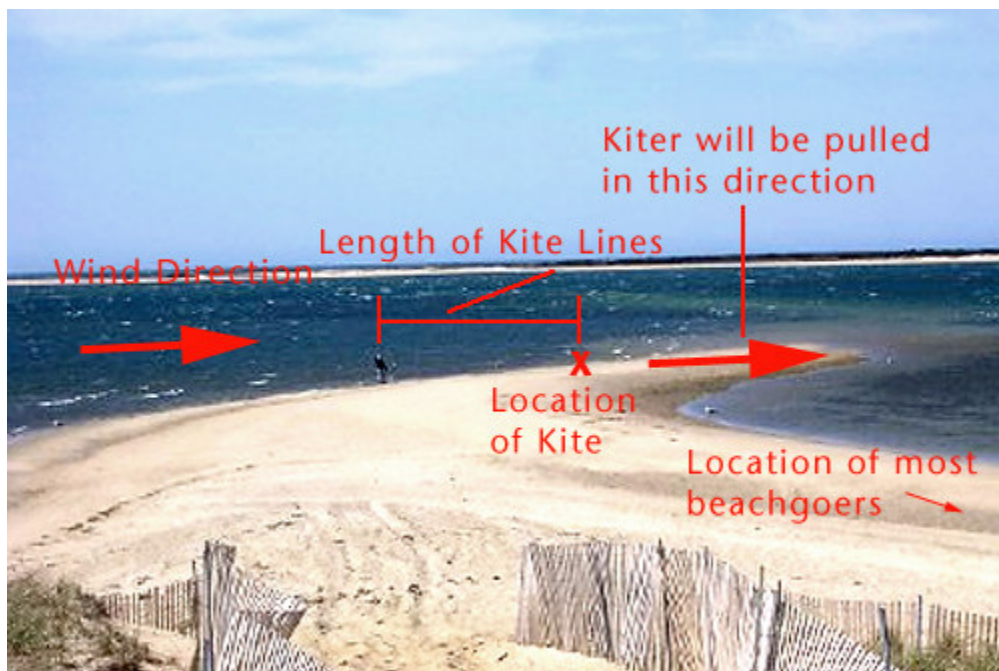 Kiter will be pulled
in this direction
Length of Kite Lines
Wind Direction
X
Location
of Kite
Location of most
beachgoers